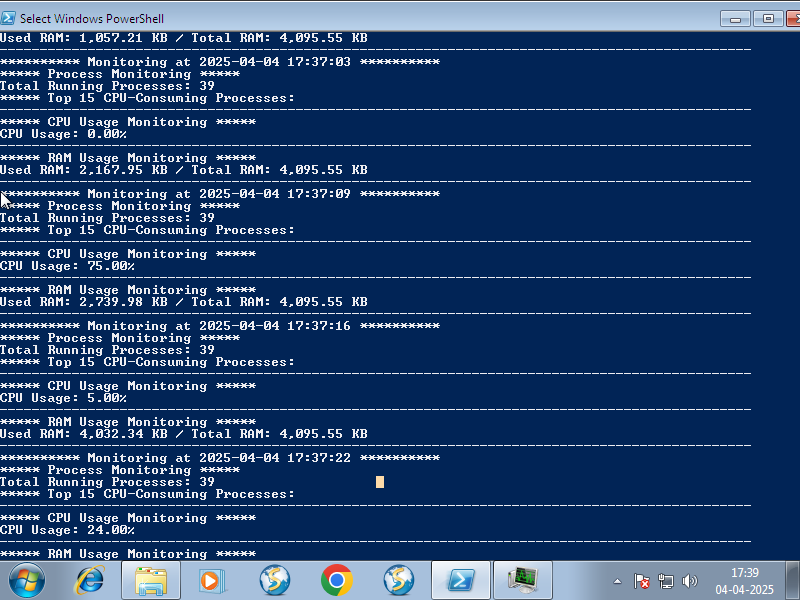 Select Windows PowerShell
Used RAM: 1,057.21 KB / Total RAM: 4,095.55 KB
********** Monitoring at 2025-04-04 17:37:03 **********
***** Process Monitoring *****
Total Running Processes: 39
***** Top 15 CPU-Consuming Processes:
***** CPU Usage Monitoring *****
CPU Usage: 0.00%
***** RAM Usage Monitoring *****
Used RAM: 2,167.95 KB / Total RAM: 4,095.55 KB
********** Monitoring at 2025-04-04 17:37:09 **********
***** Process Monitoring *****
Total Running Processes: 39
***** Top 15 CPU-Consuming Processes:
***** CPU Usage Monitoring *****
CPU Usage: 75.00%
***** RAM Usage Monitoring *****
Used RAM: 2,739.98 KB / Total RAM: 4,095.55 KB
********** Monitoring at 2025-04-04 17:37:16 **********
***** Process Monitoring *****
Total Running Processes: 39
***** Top 15 CPU-Consuming Processes:
***** CPU Usage Monitoring *****
CPU Usage: 5.00%
***** RAM Usage Monitoring *****
Used RAM: 4,032.34 KB / Total RAM: 4,095.55 KB
********** Monitoring at 2025-04-04 17:37:22 **********
***** Process Monitoring *****
Total Running Processes: 39
***** Top 15 CPU-Consuming Processes:
***** CPU Usage Monitoring *****
CPU Usage: 24.00%
***** RAM Usage Monitoring *****
17:39
04-04-2025